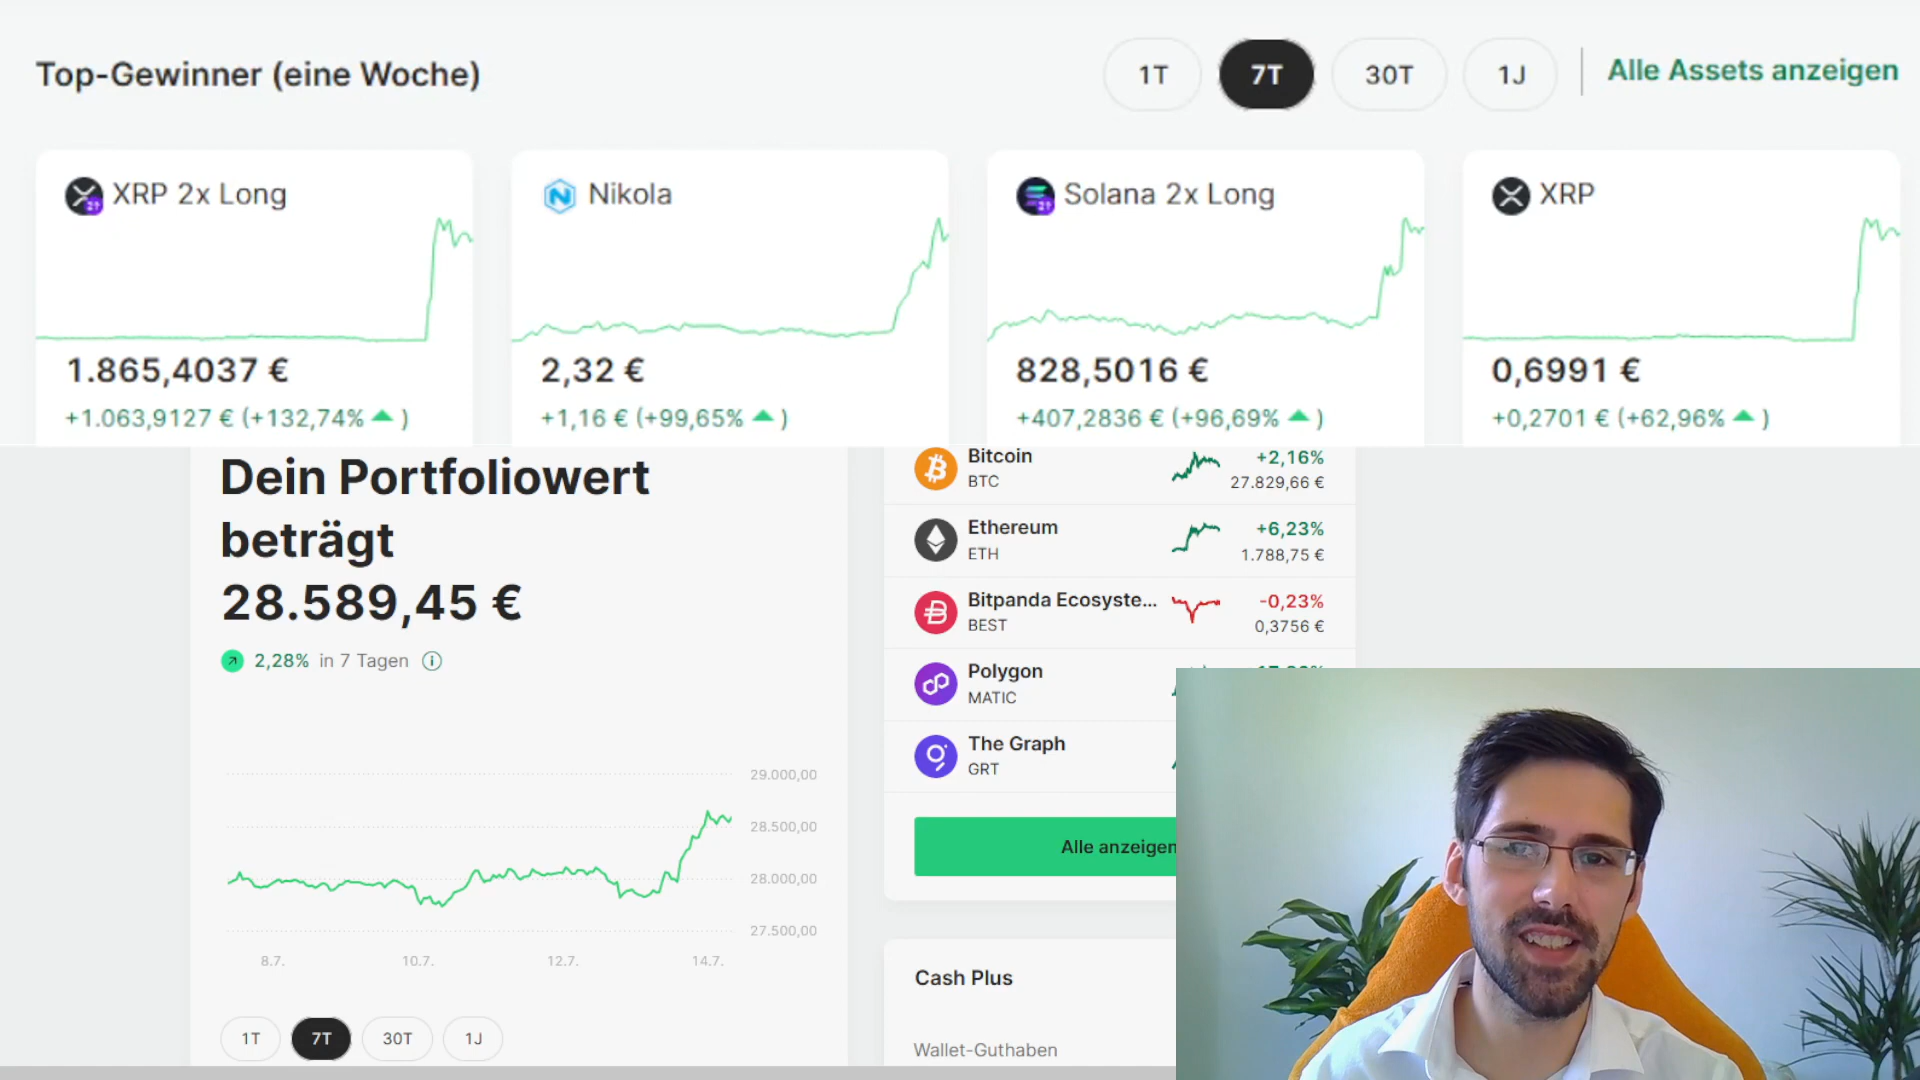 Top-Gewinner (eine Woche)
1T
7T
30T
1J
Alle Assets anzeigen
XRP 2x Long
1.865,4037 €
+1.063,9127 € (+132,74% )
Nikola
2,32 €
+1,16 € (+99,65% )
Solana 2x Long
828,5016 €
+407,2836 € (+96,69% )
XRP
0,6991 €
+0,2701 € (+62,96% )
Dein Portfoliowert
beträgt
28.589,45 €
2,28% in 7 Tagen
29.000,00
28.500,00
28.000,00
27.500,00
8.7.
10.7.
12.7.
14.7.
1T
7T
30T
1J
Bitcoin
BTC
+2,16%
27.829,66 €
Ethereum
ETH
+6,23%
1.788,75 €
Bitpanda Ecosyste...
BEST
-0,23%
0,3756 €
Polygon
MATIC
The Graph
GRT
Alle anzeigen
Cash Plus
Wallet-Guthaben